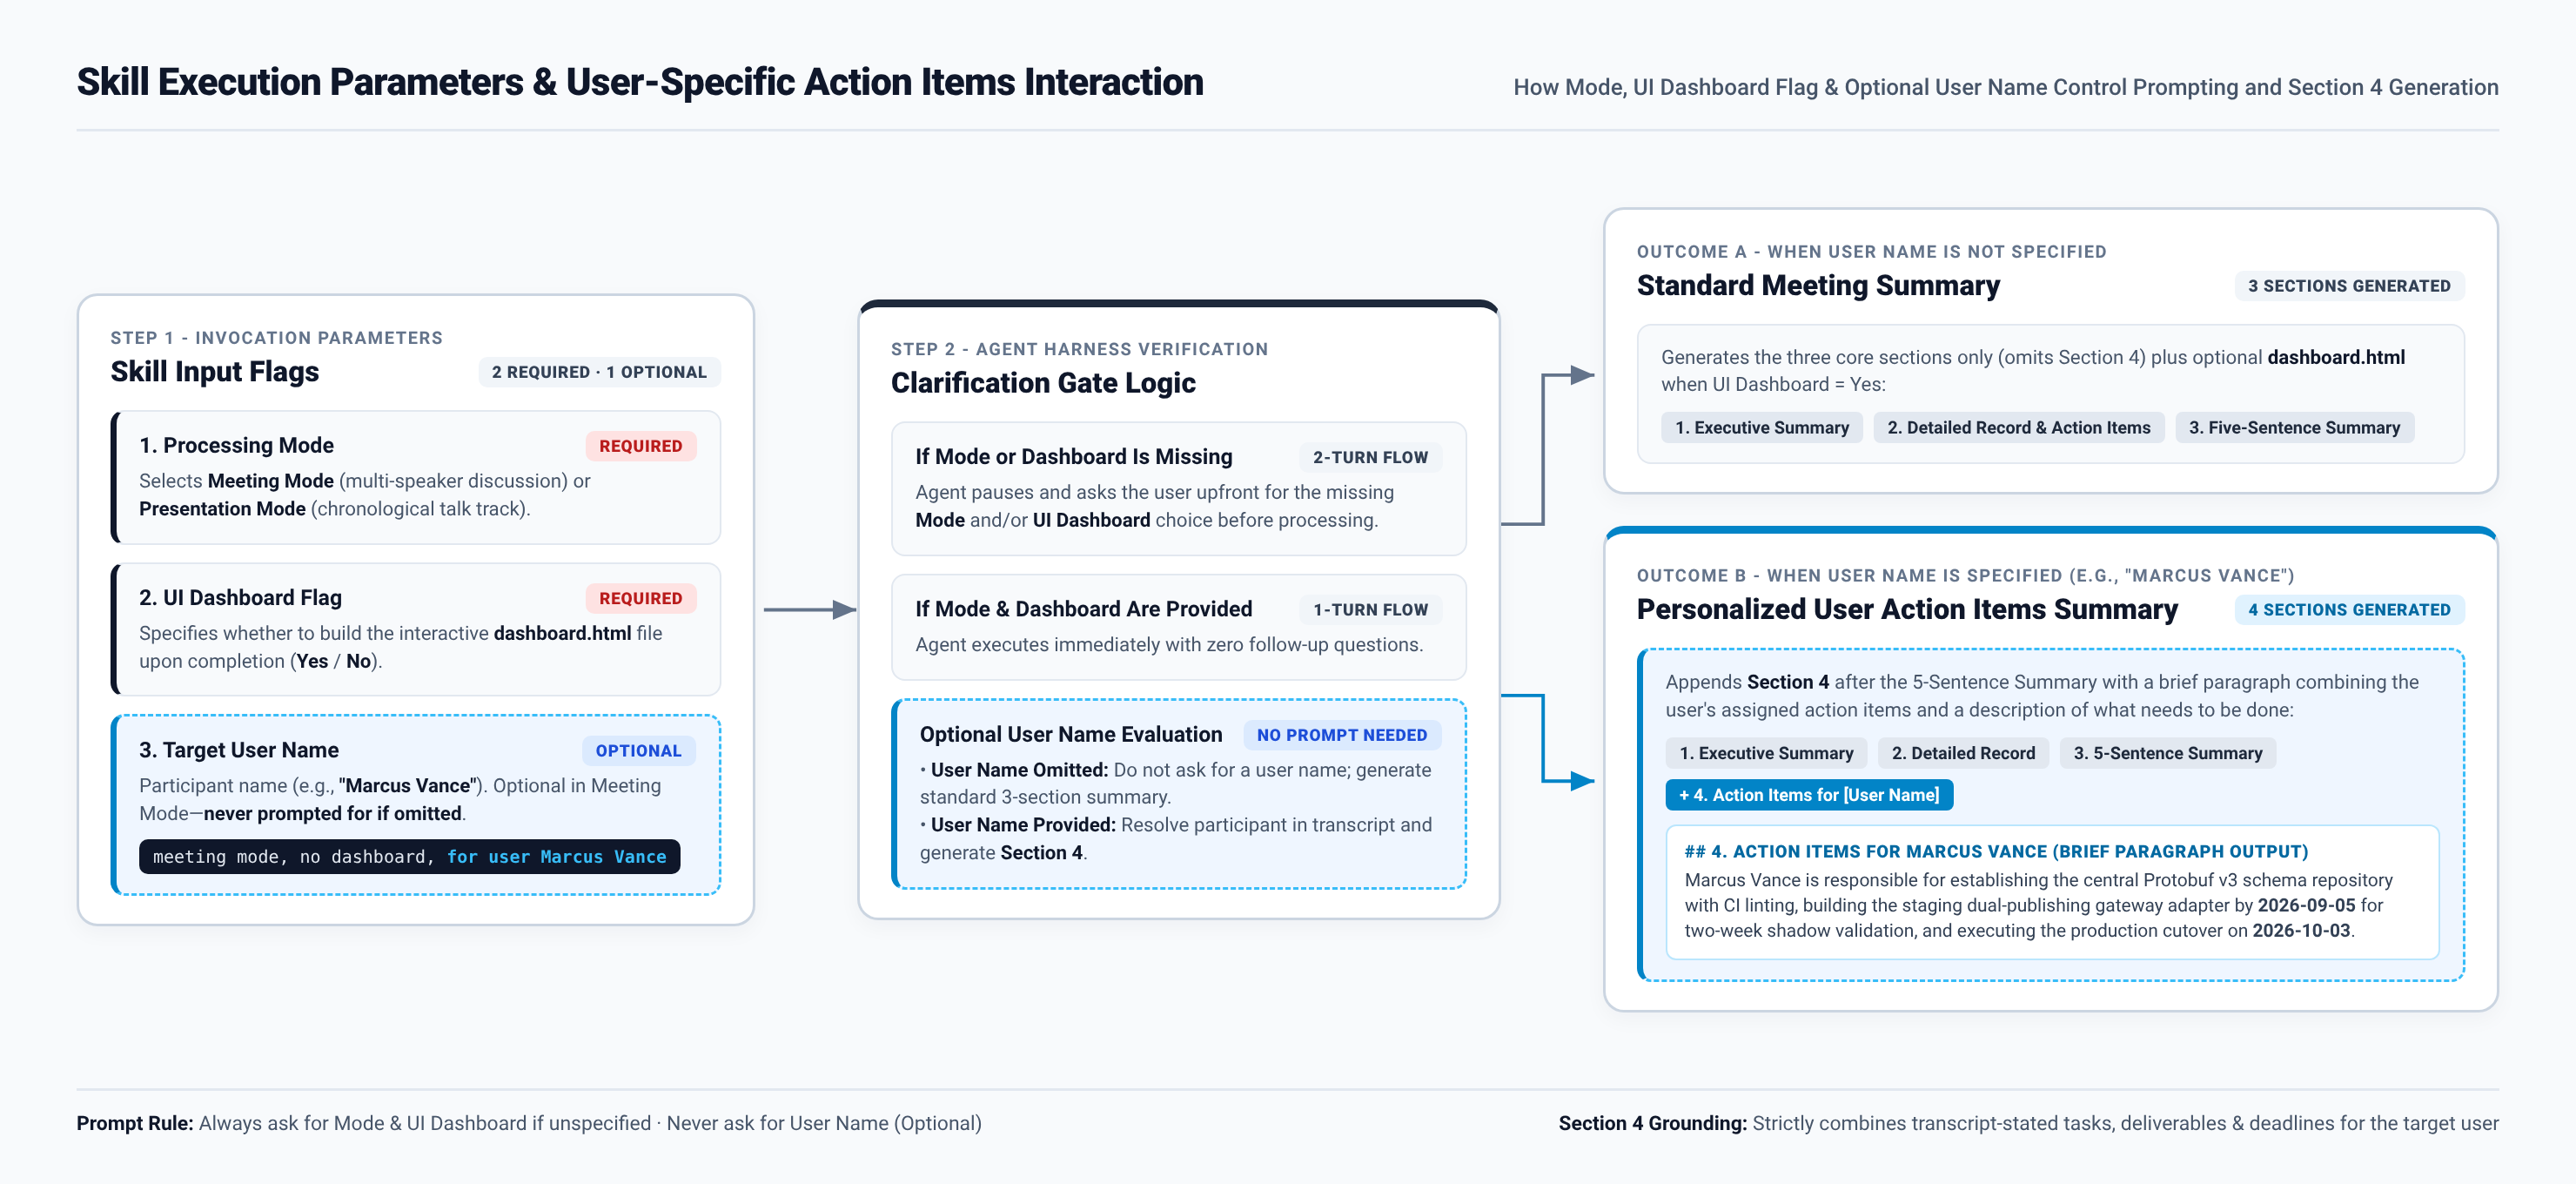 Skill Execution Parameters & User-Specific Action Items Interaction
How Mode, UI Dashboard Flag & Optional User Name Control Prompting and Section 4 Generation
STEP 1 - INVOCATION PARAMETERS
Skill Input Flags
2 REQUIRED · 1 OPTIONAL
1. Processing Mode
REQUIRED
Selects Meeting Mode (multi-speaker discussion) or
Presentation Mode (chronological talk track).
2. UI Dashboard Flag
REQUIRED
Specifies whether to build the interactive dashboard.html file
upon completion (Yes / No).
3. Target User Name
OPTIONAL
Participant name (e.g., "Marcus Vance"). Optional in Meeting
Mode—never prompted for if omitted.
meeting mode, no dashboard, for user Marcus Vance
STEP 2 - AGENT HARNESS VERIFICATION
Clarification Gate Logic
If Mode or Dashboard Is Missing
2-TURN FLOW
Agent pauses and asks the user upfront for the missing
Mode and/or UI Dashboard choice before processing.
If Mode & Dashboard Are Provided
1-TURN FLOW
Agent executes immediately with zero follow-up questions.
Optional User Name Evaluation
NO PROMPT NEEDED
• User Name Omitted: Do not ask for a user name; generate
standard 3-section summary.
• User Name Provided: Resolve participant in transcript and
generate Section 4.
OUTCOME A - WHEN USER NAME IS NOT SPECIFIED
Standard Meeting Summary
3 SECTIONS GENERATED
Generates the three core sections only (omits Section 4) plus optional dashboard.html
when UI Dashboard = Yes:
1. Executive Summary
2. Detailed Record & Action Items
3. Five-Sentence Summary
OUTCOME B - WHEN USER NAME IS SPECIFIED (E.G., "MARCUS VANCE")
Personalized User Action Items Summary
4 SECTIONS GENERATED
Appends Section 4 after the 5-Sentence Summary with a brief paragraph combining the
user's assigned action items and a description of what needs to be done:
1. Executive Summary
2. Detailed Record
3. 5-Sentence Summary
+ 4. Action Items for [User Name]
## 4. ACTION ITEMS FOR MARCUS VANCE (BRIEF PARAGRAPH OUTPUT)
Marcus Vance is responsible for establishing the central Protobuf v3 schema repository
with CI linting, building the staging dual-publishing gateway adapter by 2026-09-05 for
two-week shadow validation, and executing the production cutover on 2026-10-03.
Prompt Rule: Always ask for Mode & UI Dashboard if unspecified · Never ask for User Name (Optional)
Section 4 Grounding: Strictly combines transcript-stated tasks, deliverables & deadlines for the target user